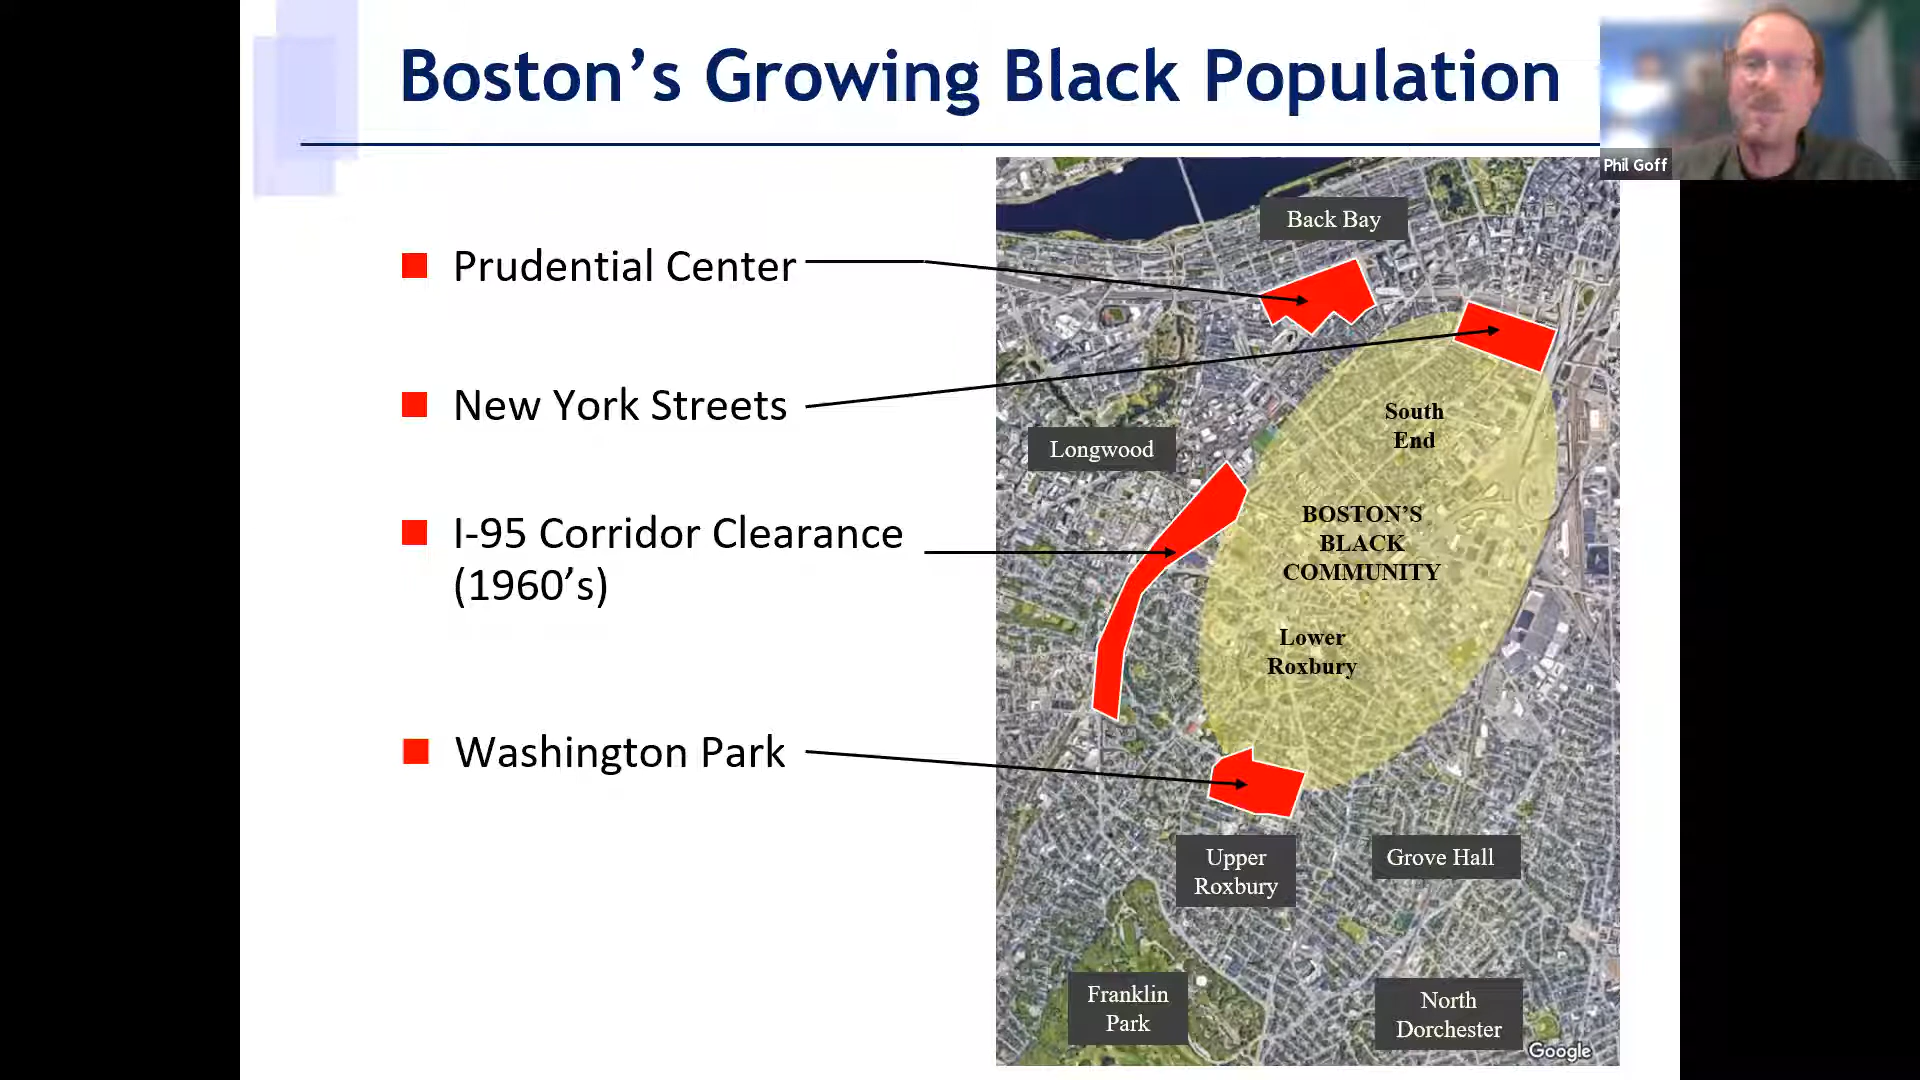 Boston’s Growing Black Population
Phil Goff
Prudential Center
New York Streets
I-95 Corridor Clearance
(1960’s)
Washington Park
Back Bay
South
End
Longwood
BOSTON’S
BLACK
COMMUNITY
Lower
Roxbury
Upper
Roxbury
Grove Hall
Franklin
Park
North
Dorchester
Google